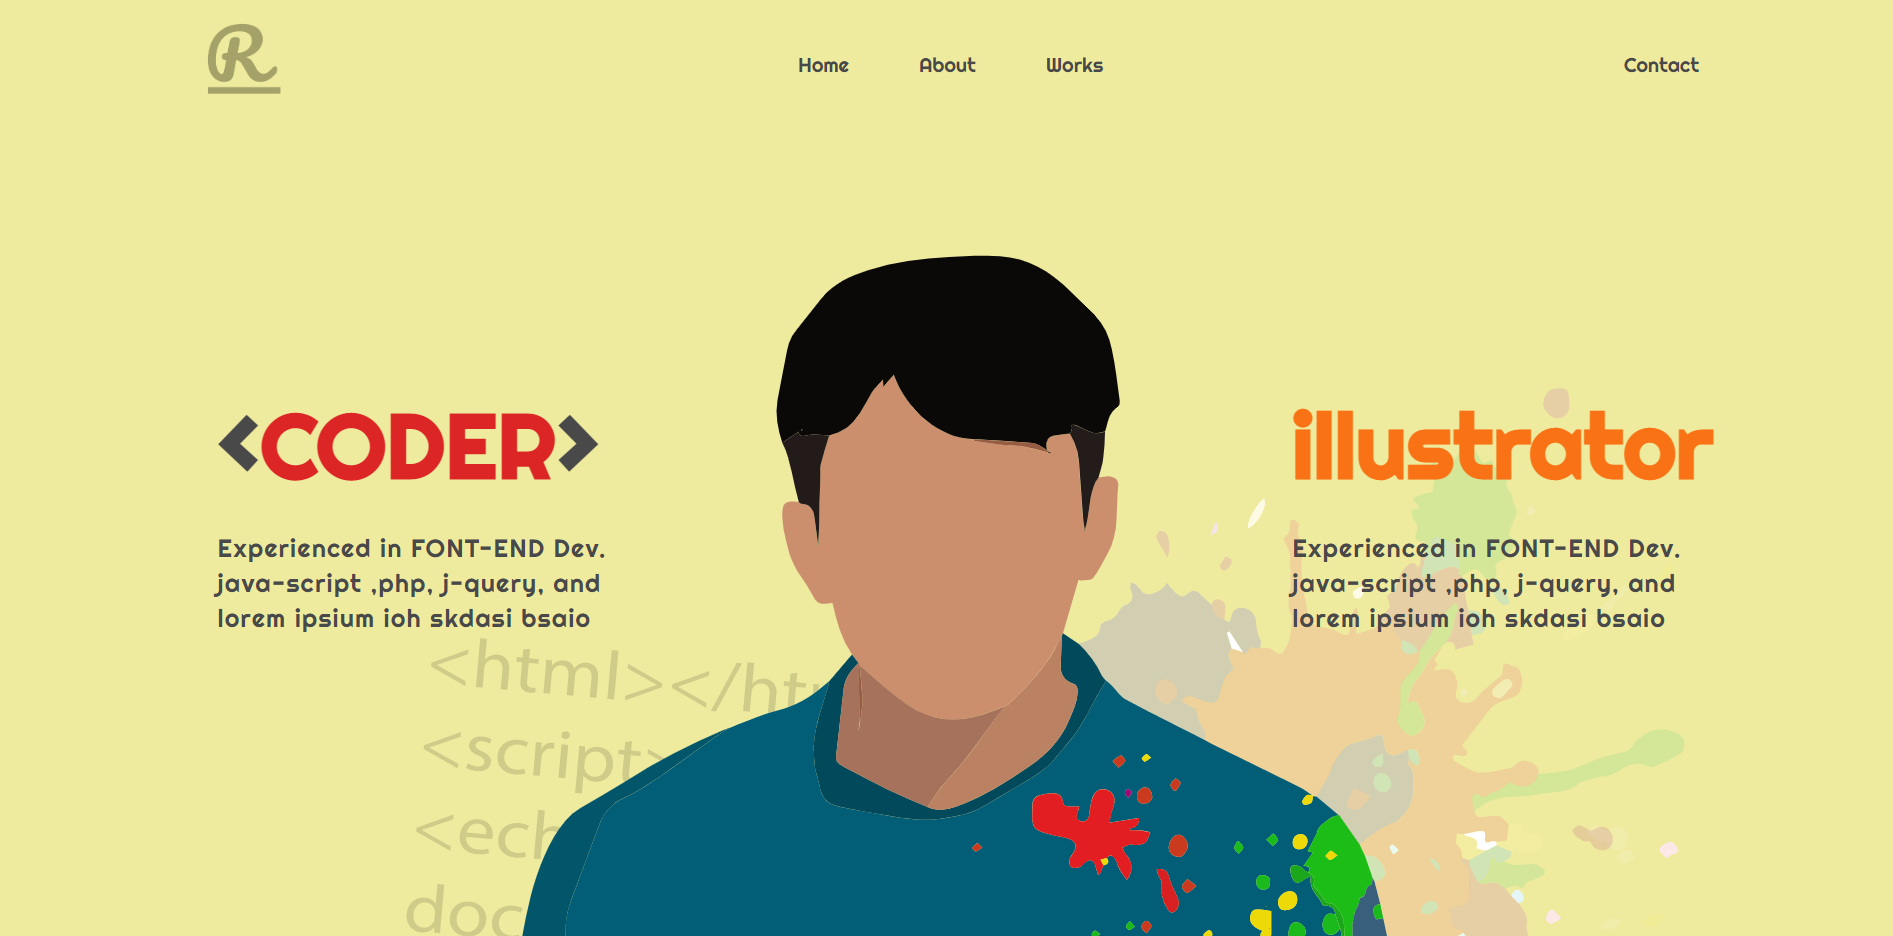 R
Home About Works Contact
<CODER>
Experienced in FONT-END Dev.
java-script ,php, j-query, and
lorem ipsium ioh skdasi bsaio
illustrator
Experienced in FONT-END Dev.
java-script ,php, j-query, and
lorem ipsium ioh skdasi bsaio
<html></ht
<script>
<ech
doc